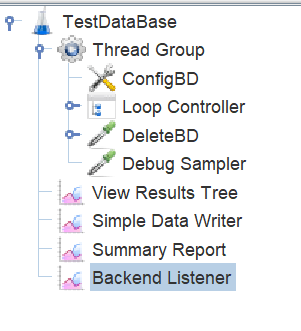 TestDataBase
Thread Group
ConfigBD
Loop Controller
DeleteBD
Debug Sampler
View Results Tree
Simple Data Writer
Summary Report
Backend Listener